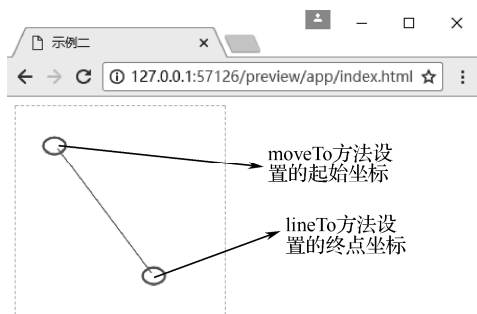 示例二
127.0.0.1:57126/preview/app/index.html
moveTo方法设
置的起始坐标
lineTo方法设
置的终点坐标